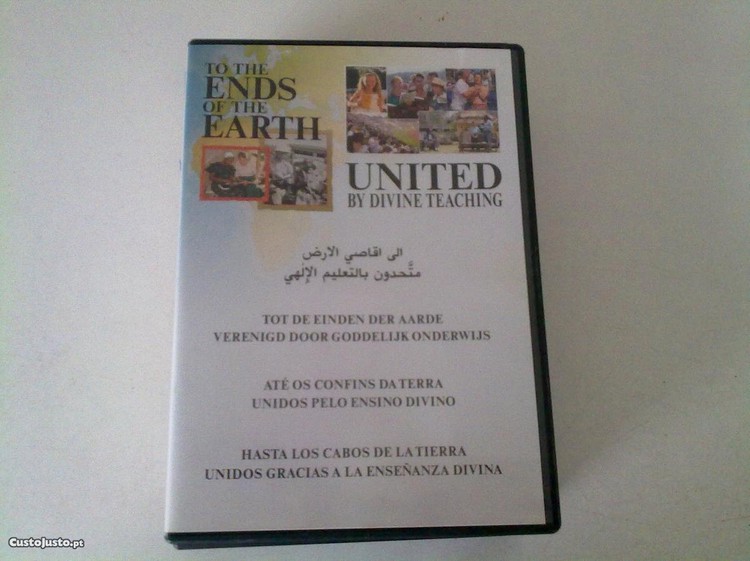 TO THE
ENDS
OF THE
EARTH
UNITED
BY DIVINE TEACHING
الى اقاصي الارض
متَّحدون بالتعليم الإلهي
TOT DE EINDEN DER AARDE
VERENIGD DOOR GODDELIJK ONDERWIJS
ATÉ OS CONFINS DA TERRA
UNIDOS PELO ENSINO DIVINO
HASTA LOS CABOS DE LA TIERRA
UNIDOS GRACIAS A LA ENSEÑANZA DIVINA
CustoJusto.pt